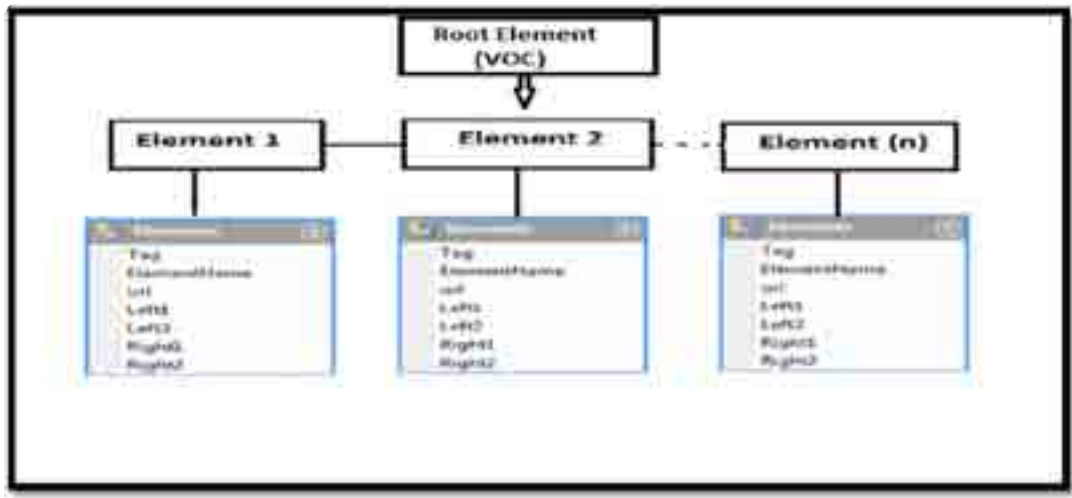 Root Element
(VOC)
Element 1
Element 2
Element (n)
Tag
ElementName
url
Left1
Left2
Right1
Right2
Tag
ElementName
url
Left1
Left2
Right1
Right2
Tag
ElementName
url
Left1
Left2
Right1
Right2